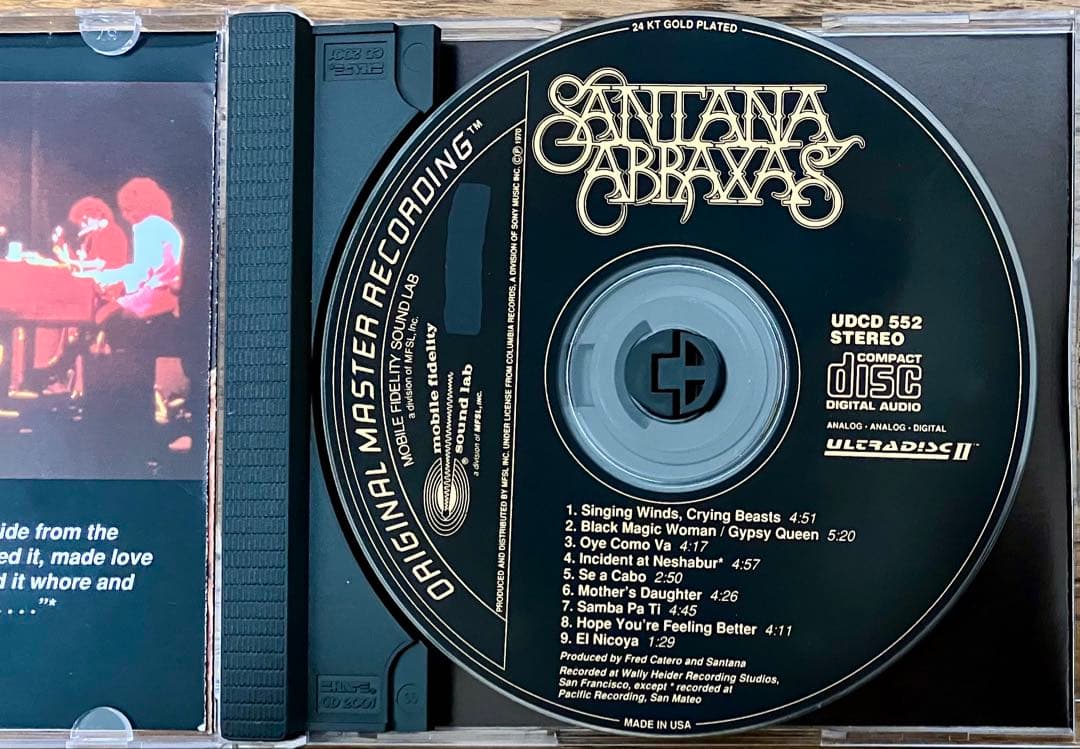 ide from the
ed it, made love
d it whore and
. . . . "*
24 KT GOLD PLATED
SANTANA
ABRAXAS
ORIGINAL MASTER RECORDING™
MOBILE FIDELITY SOUND LAB
a division of MFSL, Inc.
mobile fidelity
sound lab
®
a division of MFSL, INC.
PRODUCED AND DISTRIBUTED BY MFSL INC. UNDER LICENSE FROM COLUMBIA RECORDS, A DIVISION OF SONY MUSIC INC. ©℗ 1970
UDCD 552
STEREO
COMPACT
disc
DIGITAL AUDIO
ANALOG • ANALOG • DIGITAL
ULTRADISC II™
1. Singing Winds, Crying Beasts 4:51
2. Black Magic Woman / Gypsy Queen 5:20
3. Oye Como Va 4:17
4. Incident at Neshabur* 4:57
5. Se a Cabo 2:50
6. Mother's Daughter 4:26
7. Samba Pa Ti 4:45
8. Hope You're Feeling Better 4:11
9. El Nicoya 1:29
Produced by Fred Catero and Santana
Recorded at Wally Heider Recording Studios,
San Francisco, except * recorded at
Pacific Recording, San Mateo
MADE IN USA
CD 2001